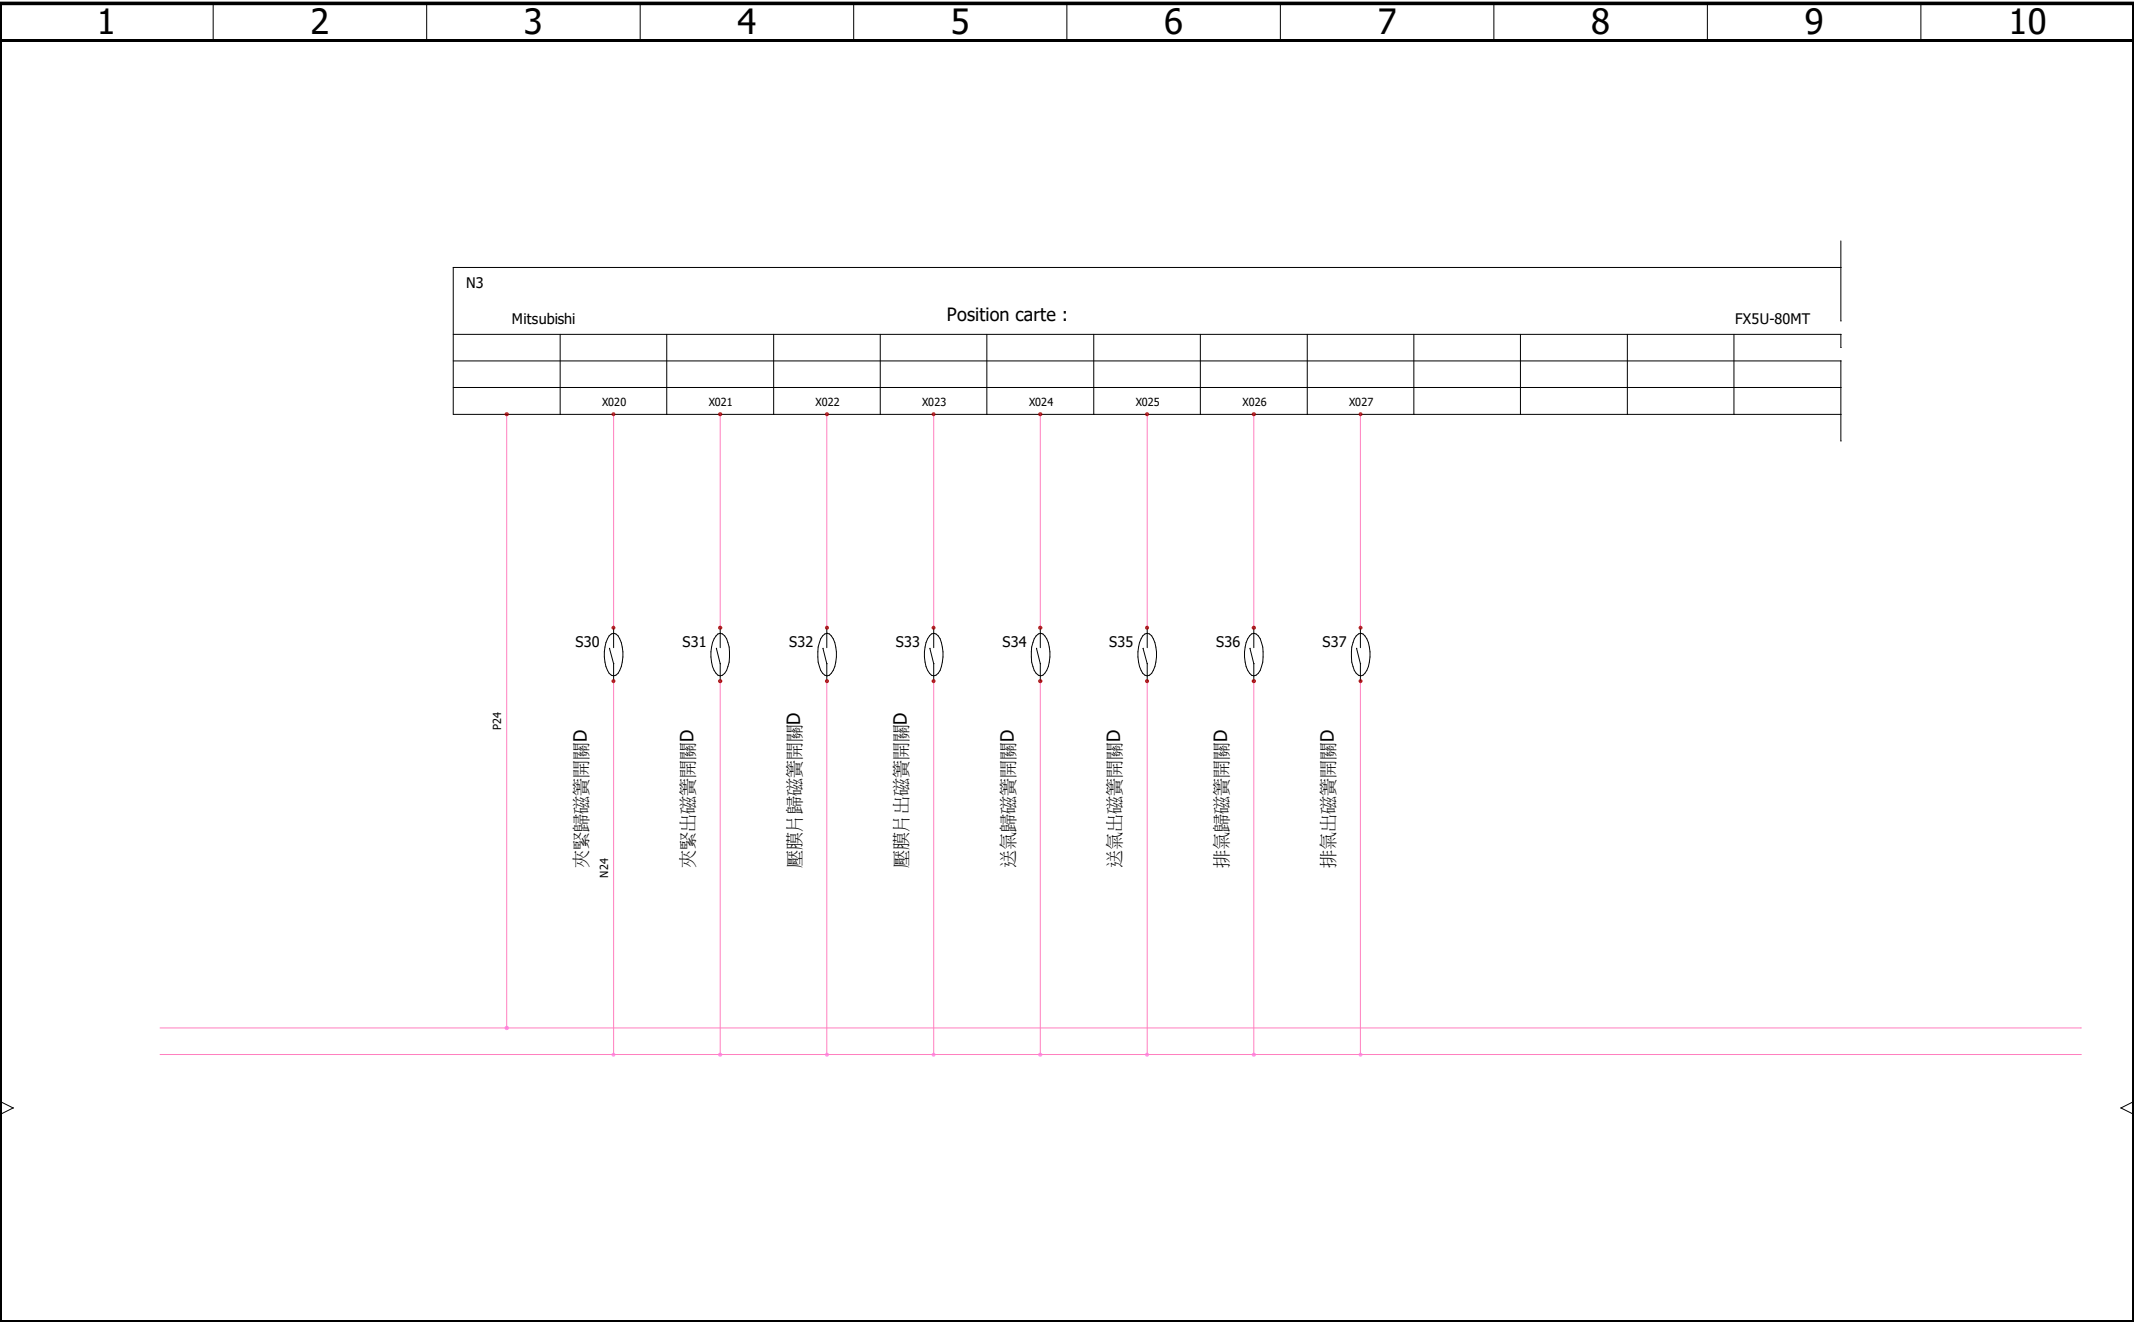 1 2 3 4 5 6 7 8 9 10
N3
Mitsubishi Position carte : FX5U-80MT
X020 X021 X022 X023 X024 X025 X026 X027
S30 S31 S32 S33 S34 S35 S36 S37
P24
夾緊歸磁簧開關D
N24
夾緊出磁簧開關D
壓膜片歸磁簧開關D
壓膜片出磁簧開關D
送氣歸磁簧開關D
送氣出磁簧開關D
排氣歸磁簧開關D
排氣出磁簧開關D